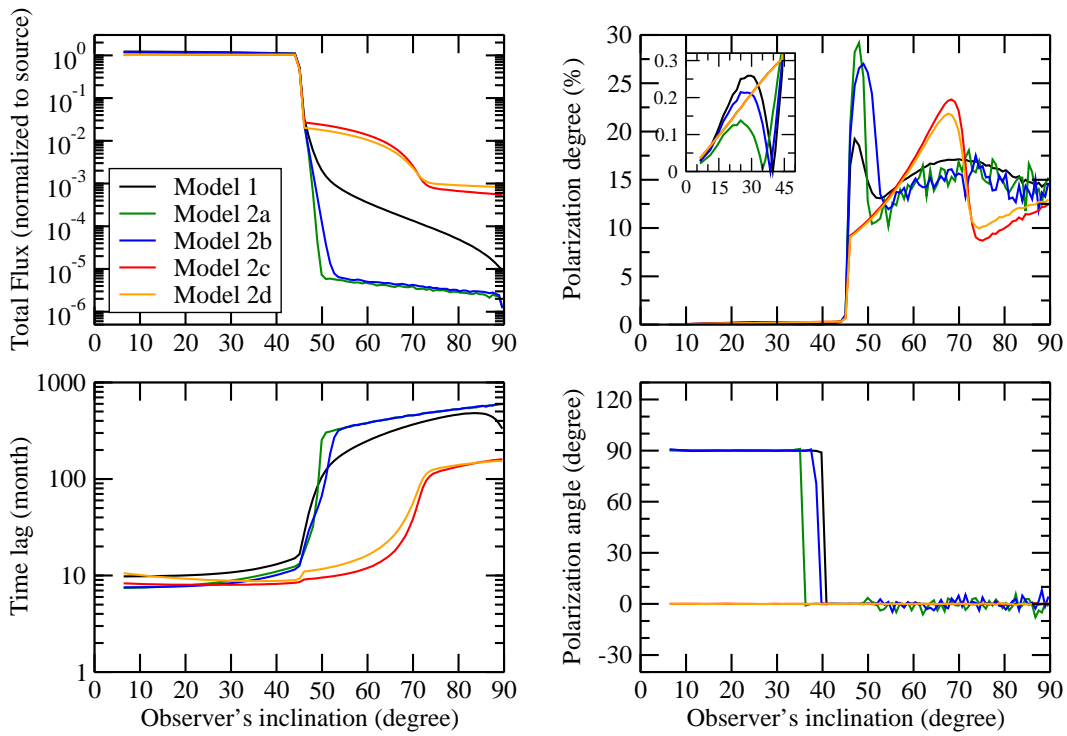 Total Flux (normalized to source)
10^0
10^-1
10^-2
10^-3
10^-4
10^-5
10^-6
Model 1
Model 2a
Model 2b
Model 2c
Model 2d
0 10 20 30 40 50 60 70 80 90
Polarization degree (%)
30
25
20
15
10
5
0
0.3
0.2
0.1
0
0 15 30 45
0 10 20 30 40 50 60 70 80 90
Time lag (month)
1000
100
10
1
0 10 20 30 40 50 60 70 80 90
Observer's inclination (degree)
Polarization angle (degree)
120
90
60
30
0
-30
0 10 20 30 40 50 60 70 80 90
Observer's inclination (degree)